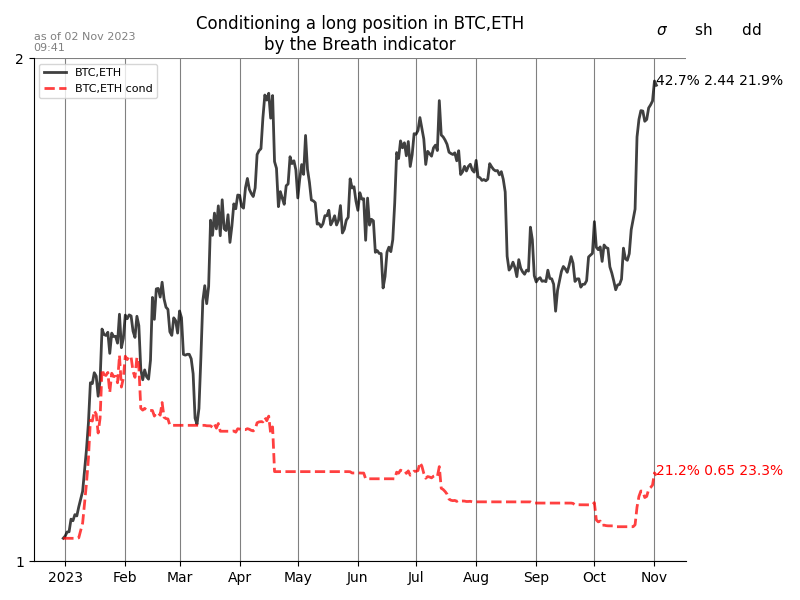 Conditioning a long position in BTC,ETH
by the Breath indicator
as of 02 Nov 2023
09:41
σ sh dd
2
BTC,ETH
BTC,ETH cond
42.7% 2.44 21.9%
21.2% 0.65 23.3%
1
2023 Feb Mar Apr May Jun Jul Aug Sep Oct Nov